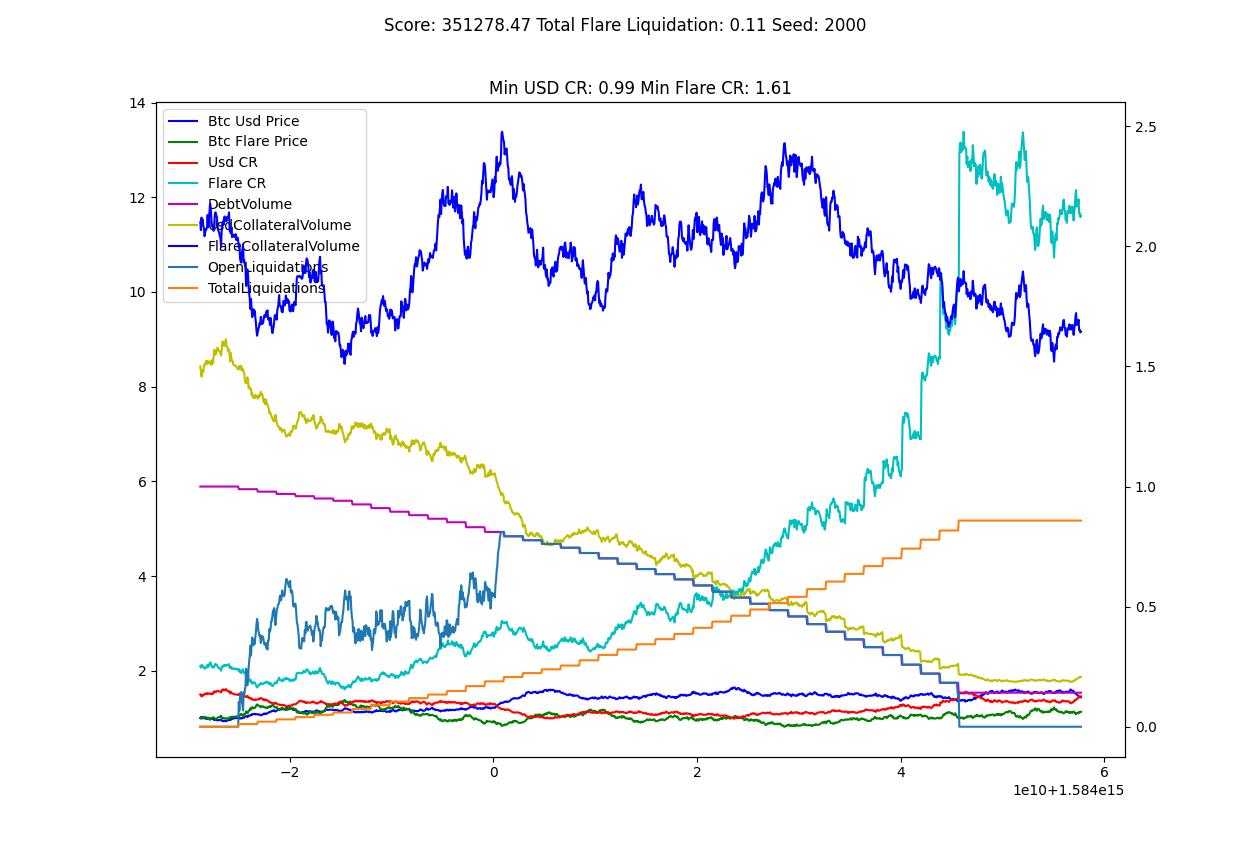 Score: 351278.47 Total Flare Liquidation: 0.11 Seed: 2000
Min USD CR: 0.99 Min Flare CR: 1.61
Btc Usd Price
Btc Flare Price
Usd CR
Flare CR
DebtVolume
UsdCollateralVolume
FlareCollateralVolume
OpenLiquidations
TotalLiquidations
14
12
10
8
6
4
2
2.5
2.0
1.5
1.0
0.5
0.0
−2
0
2
4
6
1e10+1.584e15